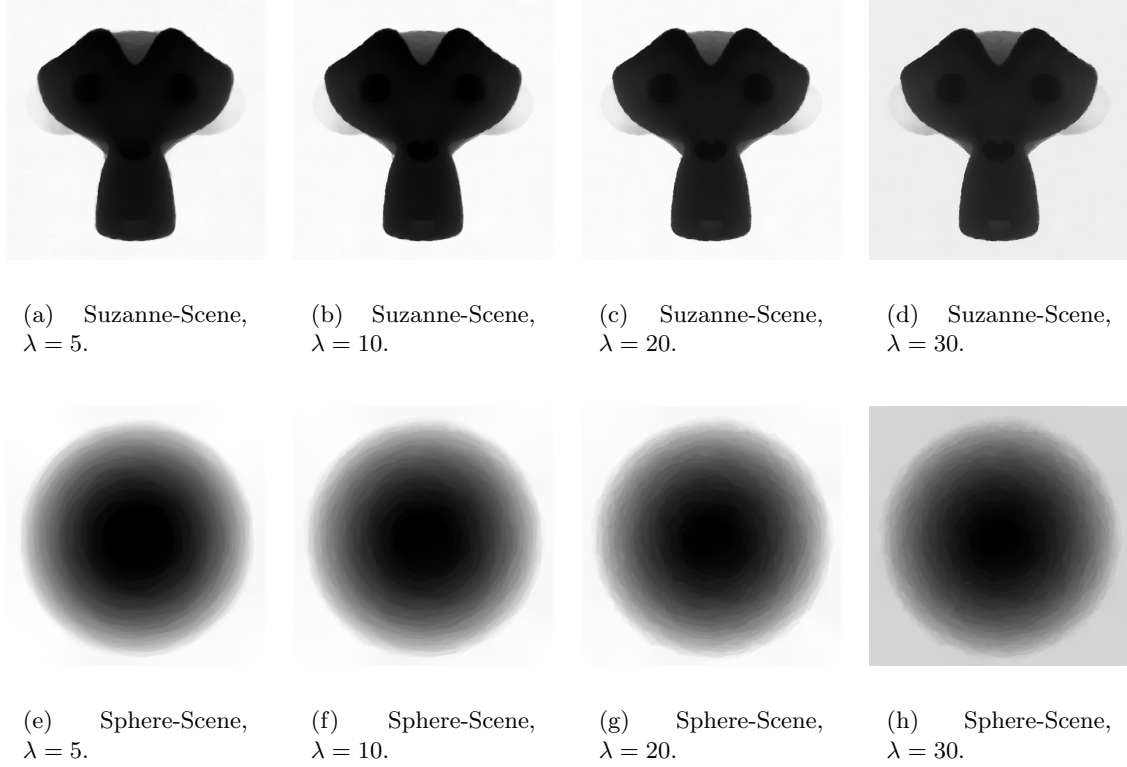 (a) Suzanne-Scene,
λ = 5.
(b) Suzanne-Scene,
λ = 10.
(c) Suzanne-Scene,
λ = 20.
(d) Suzanne-Scene,
λ = 30.
(e) Sphere-Scene,
λ = 5.
(f) Sphere-Scene,
λ = 10.
(g) Sphere-Scene,
λ = 20.
(h) Sphere-Scene,
λ = 30.